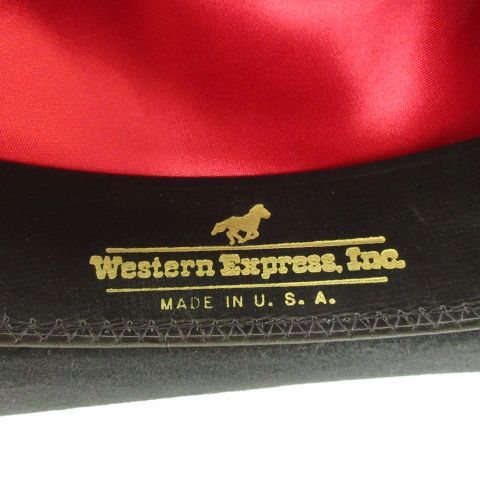 Western Express, Inc.
MADE IN U. S. A.